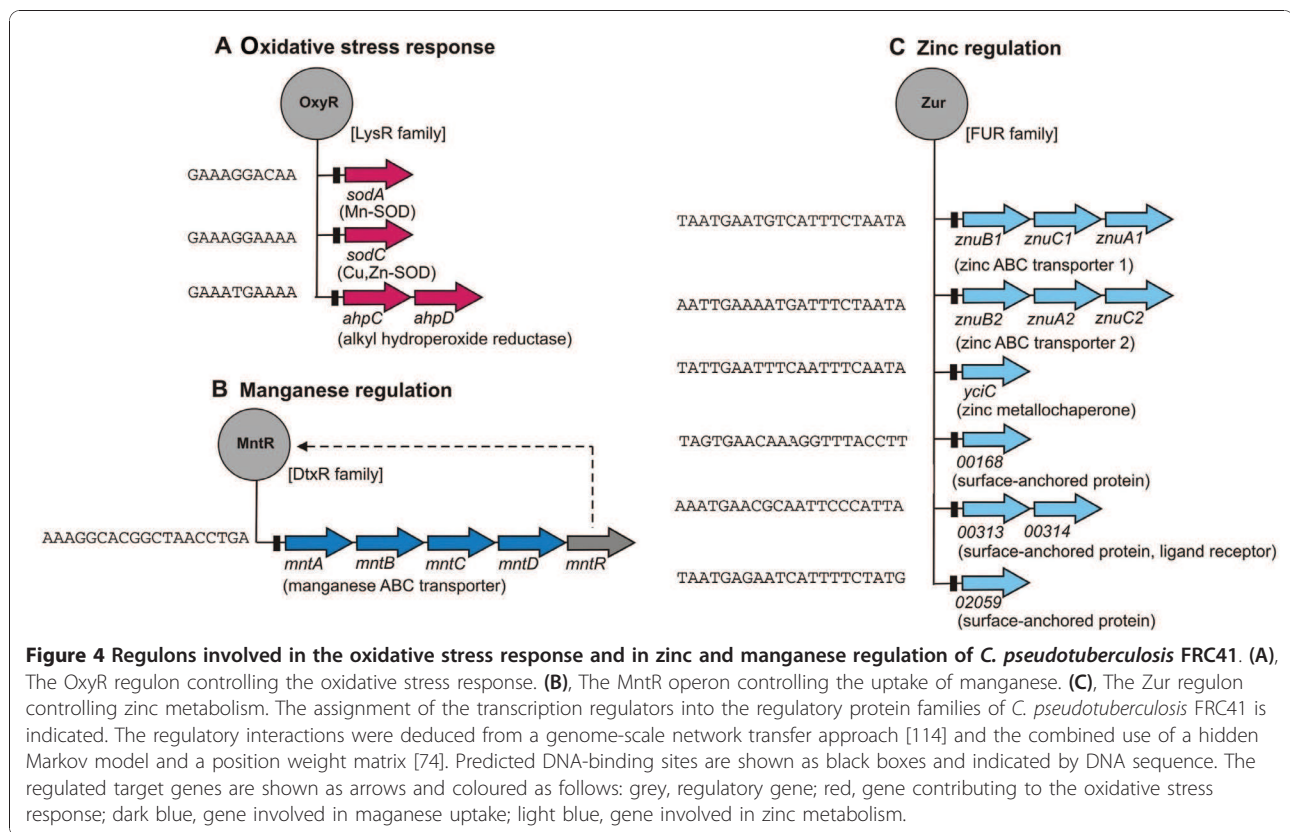 A Oxidative stress response
OxyR
[LysR family]
GAAAGGACAA
sodA
(Mn-SOD)
GAAAGGAAAA
sodC
(Cu,Zn-SOD)
GAAATGAAAA
ahpC ahpD
(alkyl hydroperoxide reductase)
B Manganese regulation
MntR
[DtxR family]
AAAGGCACGGCTAACCTGA
mntA mntB mntC mntD mntR
(manganese ABC transporter)
C Zinc regulation
Zur
[FUR family]
TAATGAATGTCATTTCTAATA
znuB1 znuC1 znuA1
(zinc ABC transporter 1)
AATTGAAAATGATTTCTAATA
znuB2 znuA2 znuC2
(zinc ABC transporter 2)
TATTGAATTTCAATTTCAATA
yciC
(zinc metallochaperone)
TAGTGAACAAAGGTTTACCTT
00168
(surface-anchored protein)
AAATGAACGCAATTCCCATTA
00313 00314
(surface-anchored protein, ligand receptor)
TAATGAGAATCATTTTCTATG
02059
(surface-anchored protein)
Figure 4 Regulons involved in the oxidative stress response and in zinc and manganese regulation of C. pseudotuberculosis FRC41. (A),
The OxyR regulon controlling the oxidative stress response. (B), The MntR operon controlling the uptake of manganese. (C), The Zur regulon
controlling zinc metabolism. The assignment of the transcription regulators into the regulatory protein families of C. pseudotuberculosis FRC41 is
indicated. The regulatory interactions were deduced from a genome-scale network transfer approach [114] and the combined use of a hidden
Markov model and a position weight matrix [74]. Predicted DNA-binding sites are shown as black boxes and indicated by DNA sequence. The
regulated target genes are shown as arrows and coloured as follows: grey, regulatory gene; red, gene contributing to the oxidative stress
response; dark blue, gene involved in maganese uptake; light blue, gene involved in zinc metabolism.